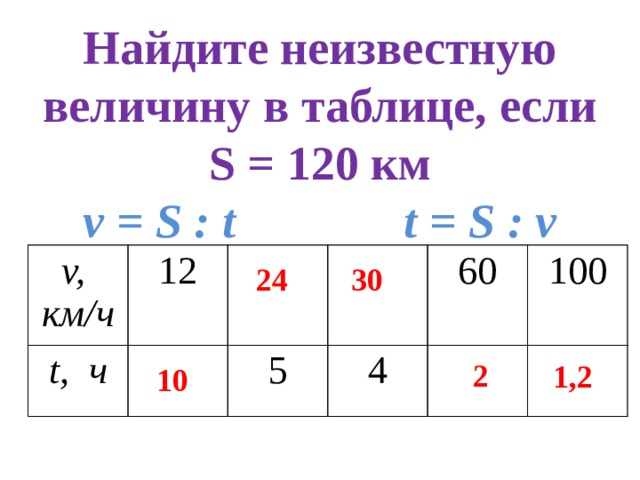 Найдите неизвестную
величину в таблице, если
S = 120 км
v = S : t t = S : v
v, 12 24 30 60 100
км/ч
t, ч 10 5 4 2 1,2